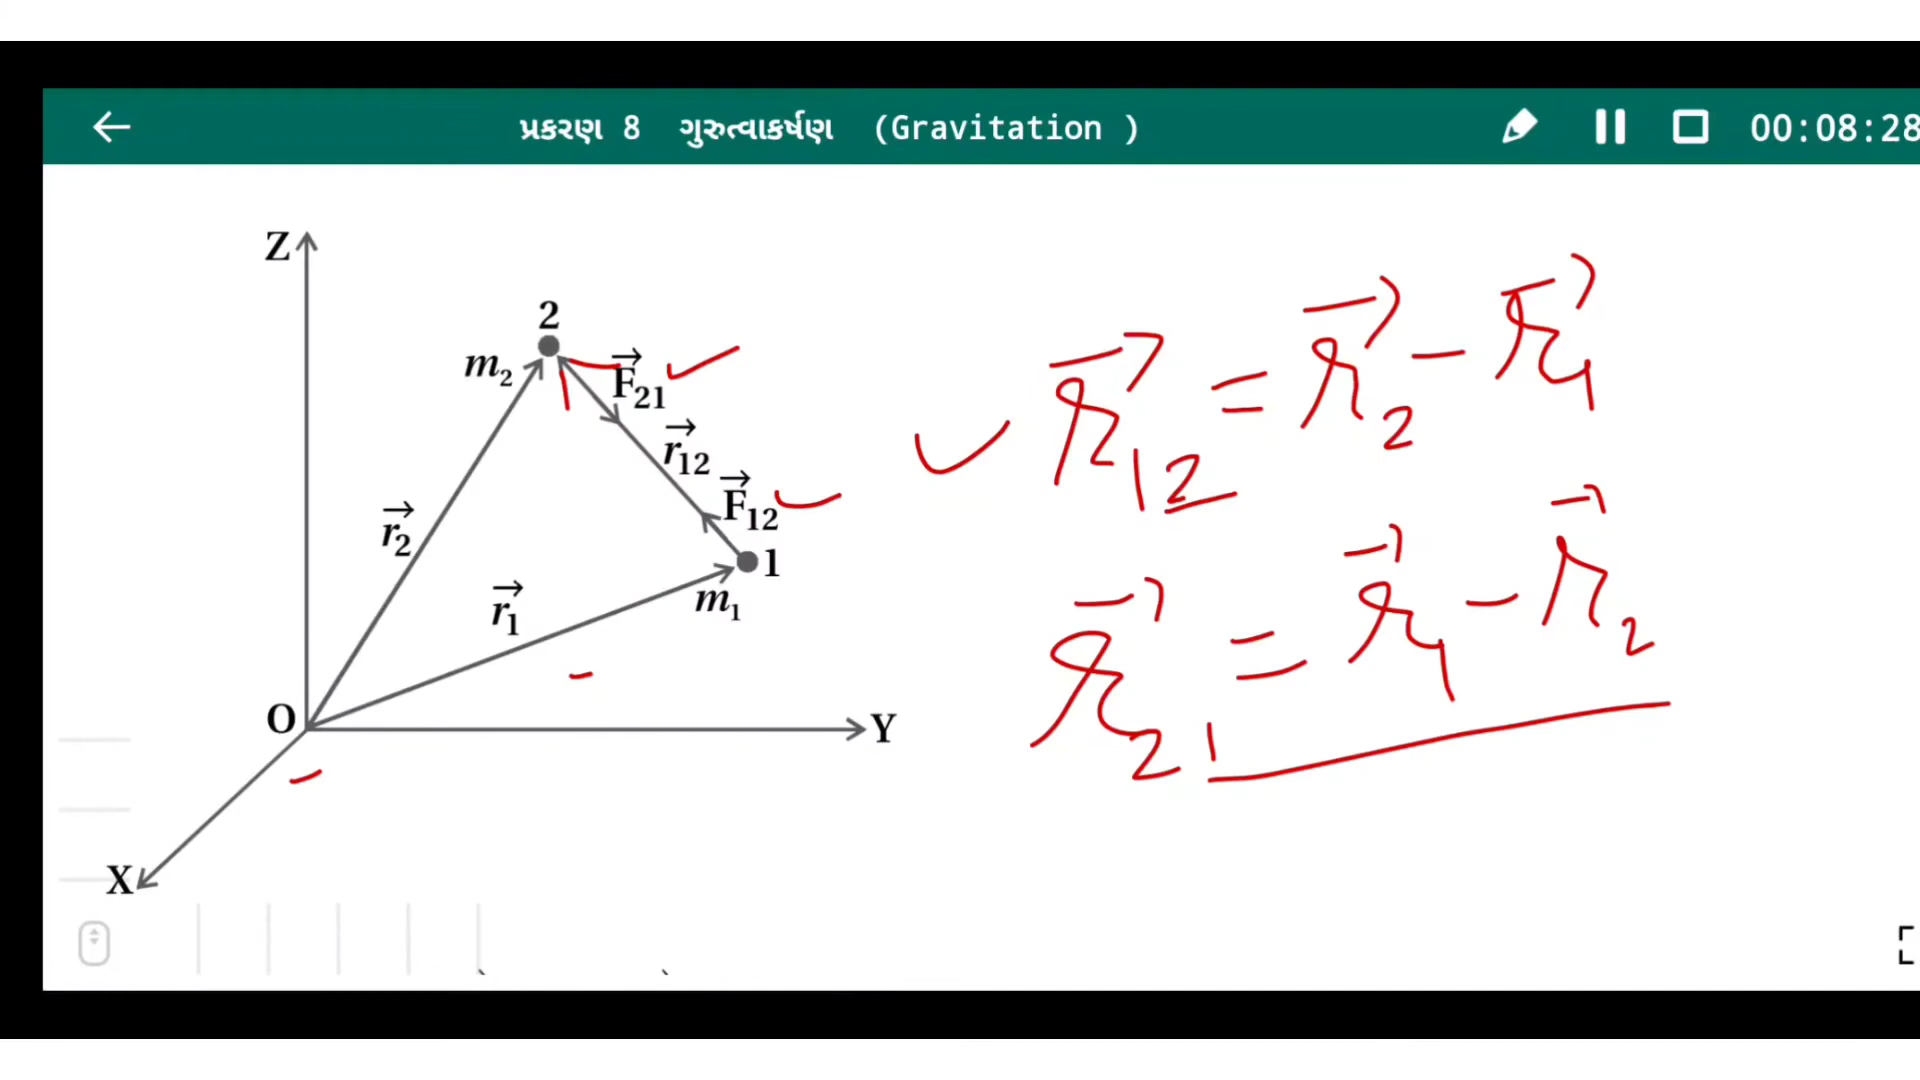 પ્રકરણ 8 ગુરુત્વાકર્ષણ (Gravitation )
00:08:28
Z
2
m₂
F⃗₂₁
r⃗₁₂
F⃗₁₂
1
m₁
r⃗₂
r⃗₁
O
Y
X
r⃗₁₂ = r⃗₂ − r⃗₁
r⃗₂₁ = r⃗₁ − r⃗₂